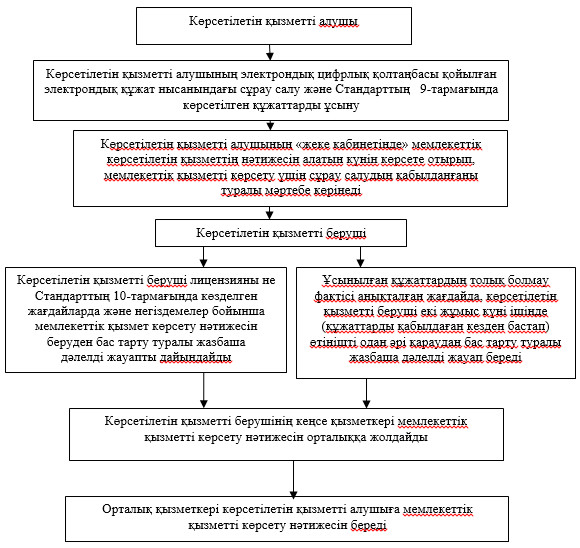 Көрсетілетін қызметті алушы
Көрсетілетін қызметті алушының электрондық цифрлық қолтаңбасы қойылған
электрондық құжат нысанындағы сұрау салу және Стандарттың 9-тармағында
көрсетілген құжаттарды ұсыну
Көрсетілетін қызметті алушының «жеке кабинетінде» мемлекеттік
көрсетілетін қызметтің нәтижесін алатын күнін көрсете отырып,
мемлекеттік қызметті көрсету үшін сұрау салудың қабылданғаны
туралы мәртебе көрінеді
Көрсетілетін қызметті беруші
Көрсетілетін қызметті беруші лицензияны не
Стандарттың 10-тармағында көзделген
жағдайларда және негіздемелер бойынша
мемлекеттік қызмет көрсету нәтижесін
беруден бас тарту туралы жазбаша
дәлелді жауапты дайындайды
Ұсынылған құжаттардың толық болмау
фактісі анықталған жағдайда, көрсетілетін
қызметті беруші екі жұмыс күні ішінде
(құжаттарды қабылдаған кезден бастап)
өтінішті одан әрі қараудан бас тарту туралы
жазбаша дәлелді жауап береді
Көрсетілетін қызметті берушінің кеңсе қызметкері мемлекеттік
қызметті көрсету нәтижесін орталыққа жолдайды
Орталық қызметкері көрсетілетін қызметті алушыға мемлекеттік
қызметті көрсету нәтижесін береді